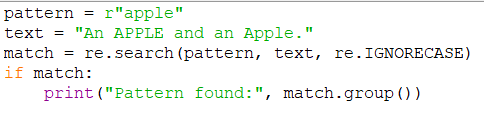 pattern = r"apple"
text = "An APPLE and an Apple."
match = re.search(pattern, text, re.IGNORECASE)
if match:
    print("Pattern found:", match.group())